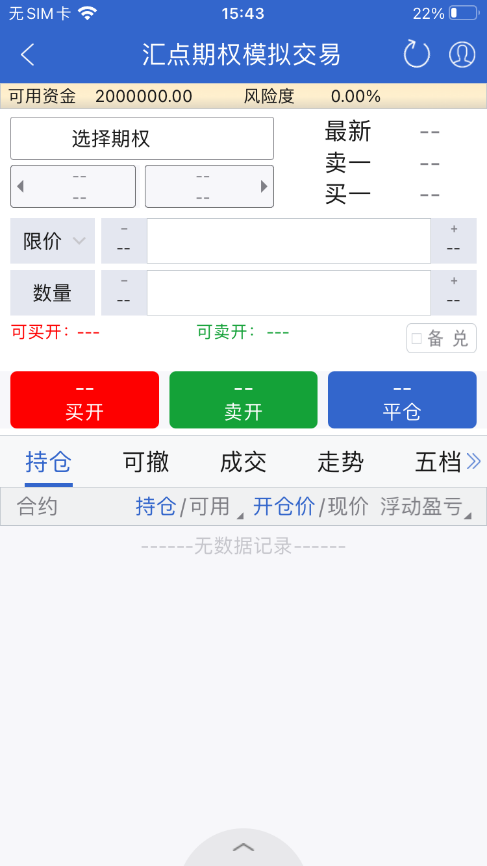 无SIM卡 15:43 22%
汇点期权模拟交易
可用资金 2000000.00 风险度 0.00%
选择期权
最新 --
-- --
卖一 --
-- --
买一 --
限价 - -- + --
数量 - -- + --
可买开: --- 可卖开: --- 备 兑
-- -- --
买开 卖开 平仓
持仓 可撤 成交 走势 五档
合约 持仓/可用 开仓价/现价 浮动盈亏
------无数据记录------